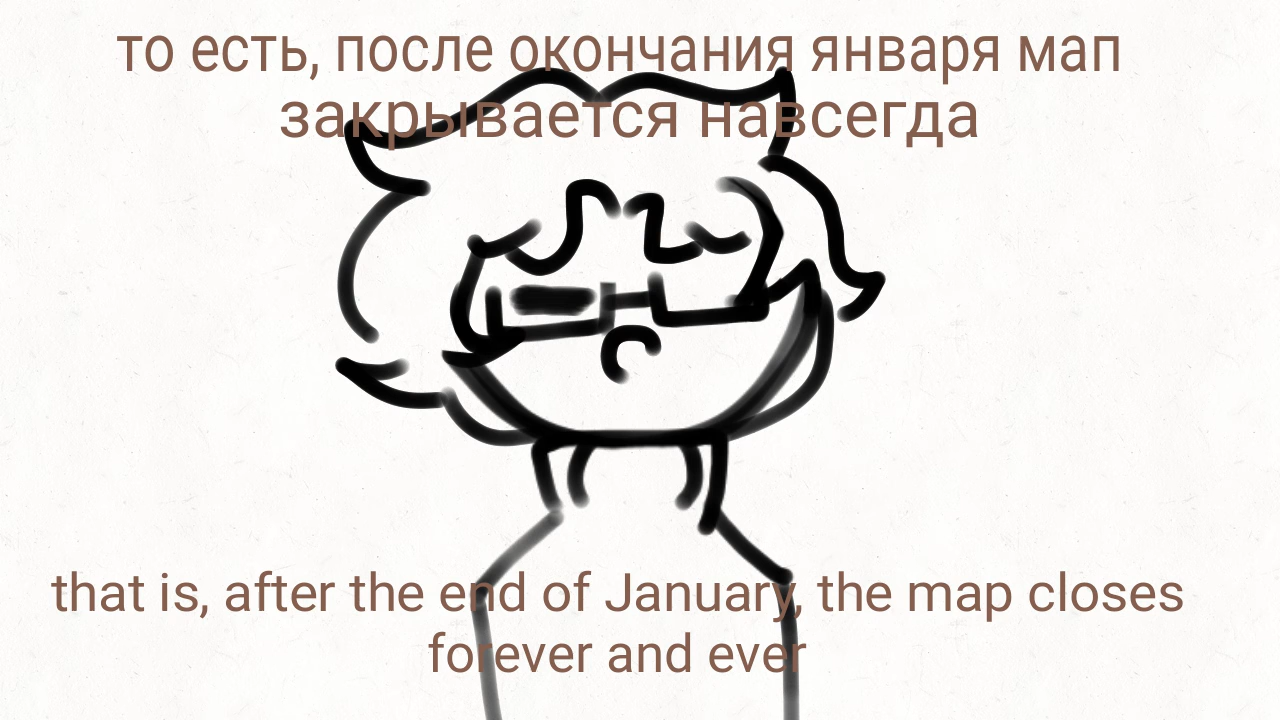 то есть, после окончания января мап
закрывается навсегда
that is, after the end of January, the map closes
forever and ever